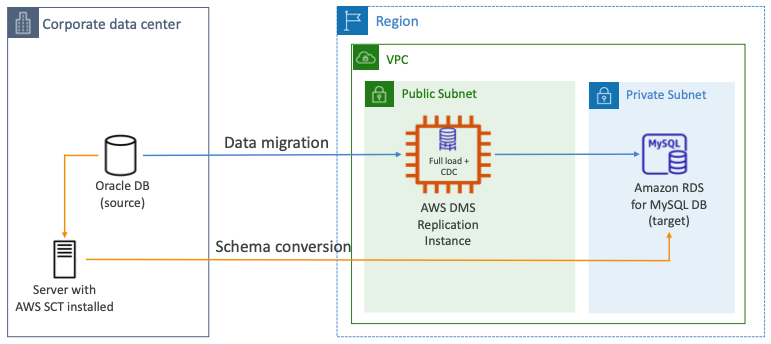 Corporate data center
Region
VPC
Public Subnet
Private Subnet
Data migration
Full load +
CDC
MySQL
Oracle DB
(source)
AWS DMS
Replication
Instance
Amazon RDS
for MySQL DB
(target)
Schema conversion
Server with
AWS SCT installed